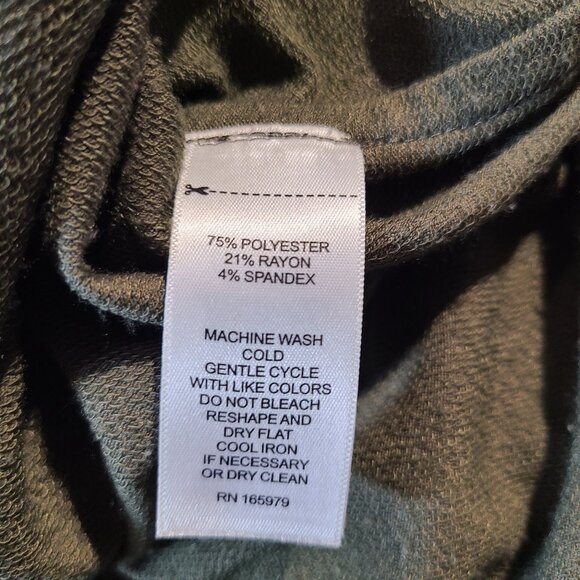 75% POLYESTER
21% RAYON
4% SPANDEX
MACHINE WASH
COLD
GENTLE CYCLE
WITH LIKE COLORS
DO NOT BLEACH
RESHAPE AND
DRY FLAT
COOL IRON
IF NECESSARY
OR DRY CLEAN
RN 165979